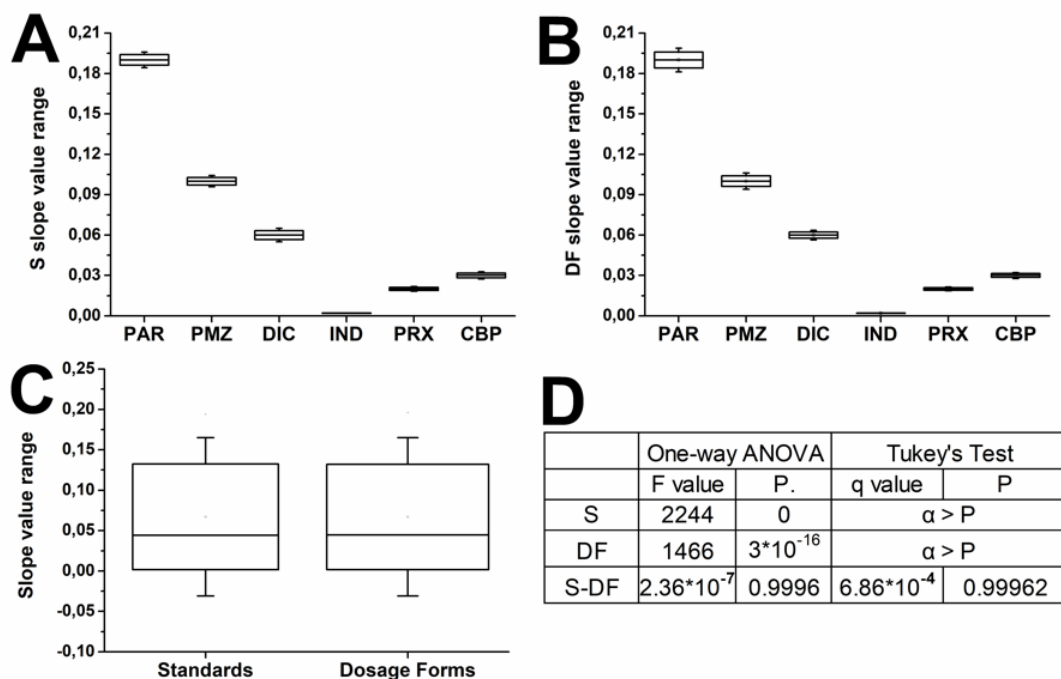 A
S slope value range
0,21
0,18
0,15
0,12
0,09
0,06
0,03
0,00
PAR PMZ DIC IND PRX CBP
B
DF slope value range
0,21
0,18
0,15
0,12
0,09
0,06
0,03
0,00
PAR PMZ DIC IND PRX CBP
C
Slope value range
0,25
0,20
0,15
0,10
0,05
0,00
-0,05
-0,10
Standards Dosage Forms
D
One-way ANOVA Tukey's Test
F value P. q value P
S 2244 0 α > P
DF 1466 3*10⁻¹⁶ α > P
S-DF 2.36*10⁻⁷ 0.9996 6.86*10⁻⁴ 0.99962